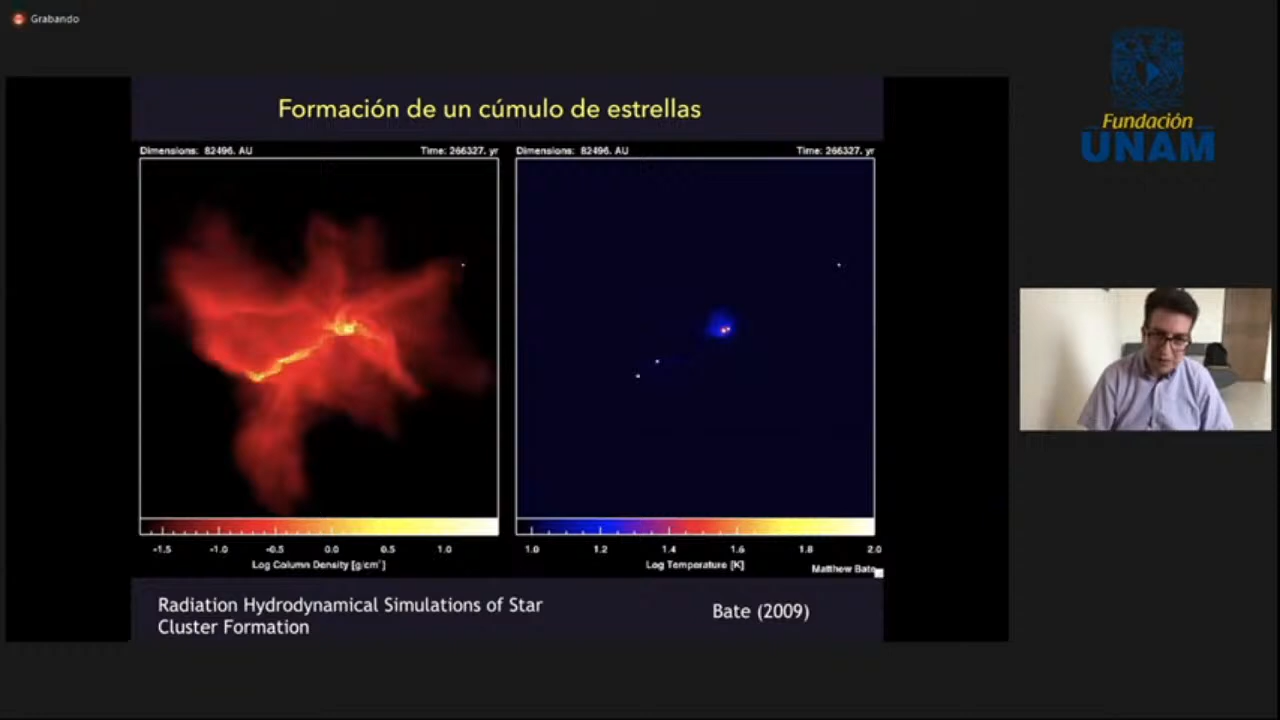 Grabando
Fundación
UNAM
Formación de un cúmulo de estrellas
Dimensions: 82496. AU Time: 266327. yr Dimensions: 82496. AU Time: 266327. yr
-1.5 -1.0 -0.5 0.0 0.5 1.0 1.0 1.2 1.4 1.6 1.8 2.0
Log Column Density [g/cm²] Log Temperature [K]
Matthew Bate
Radiation Hydrodynamical Simulations of Star
Cluster Formation
Bate (2009)